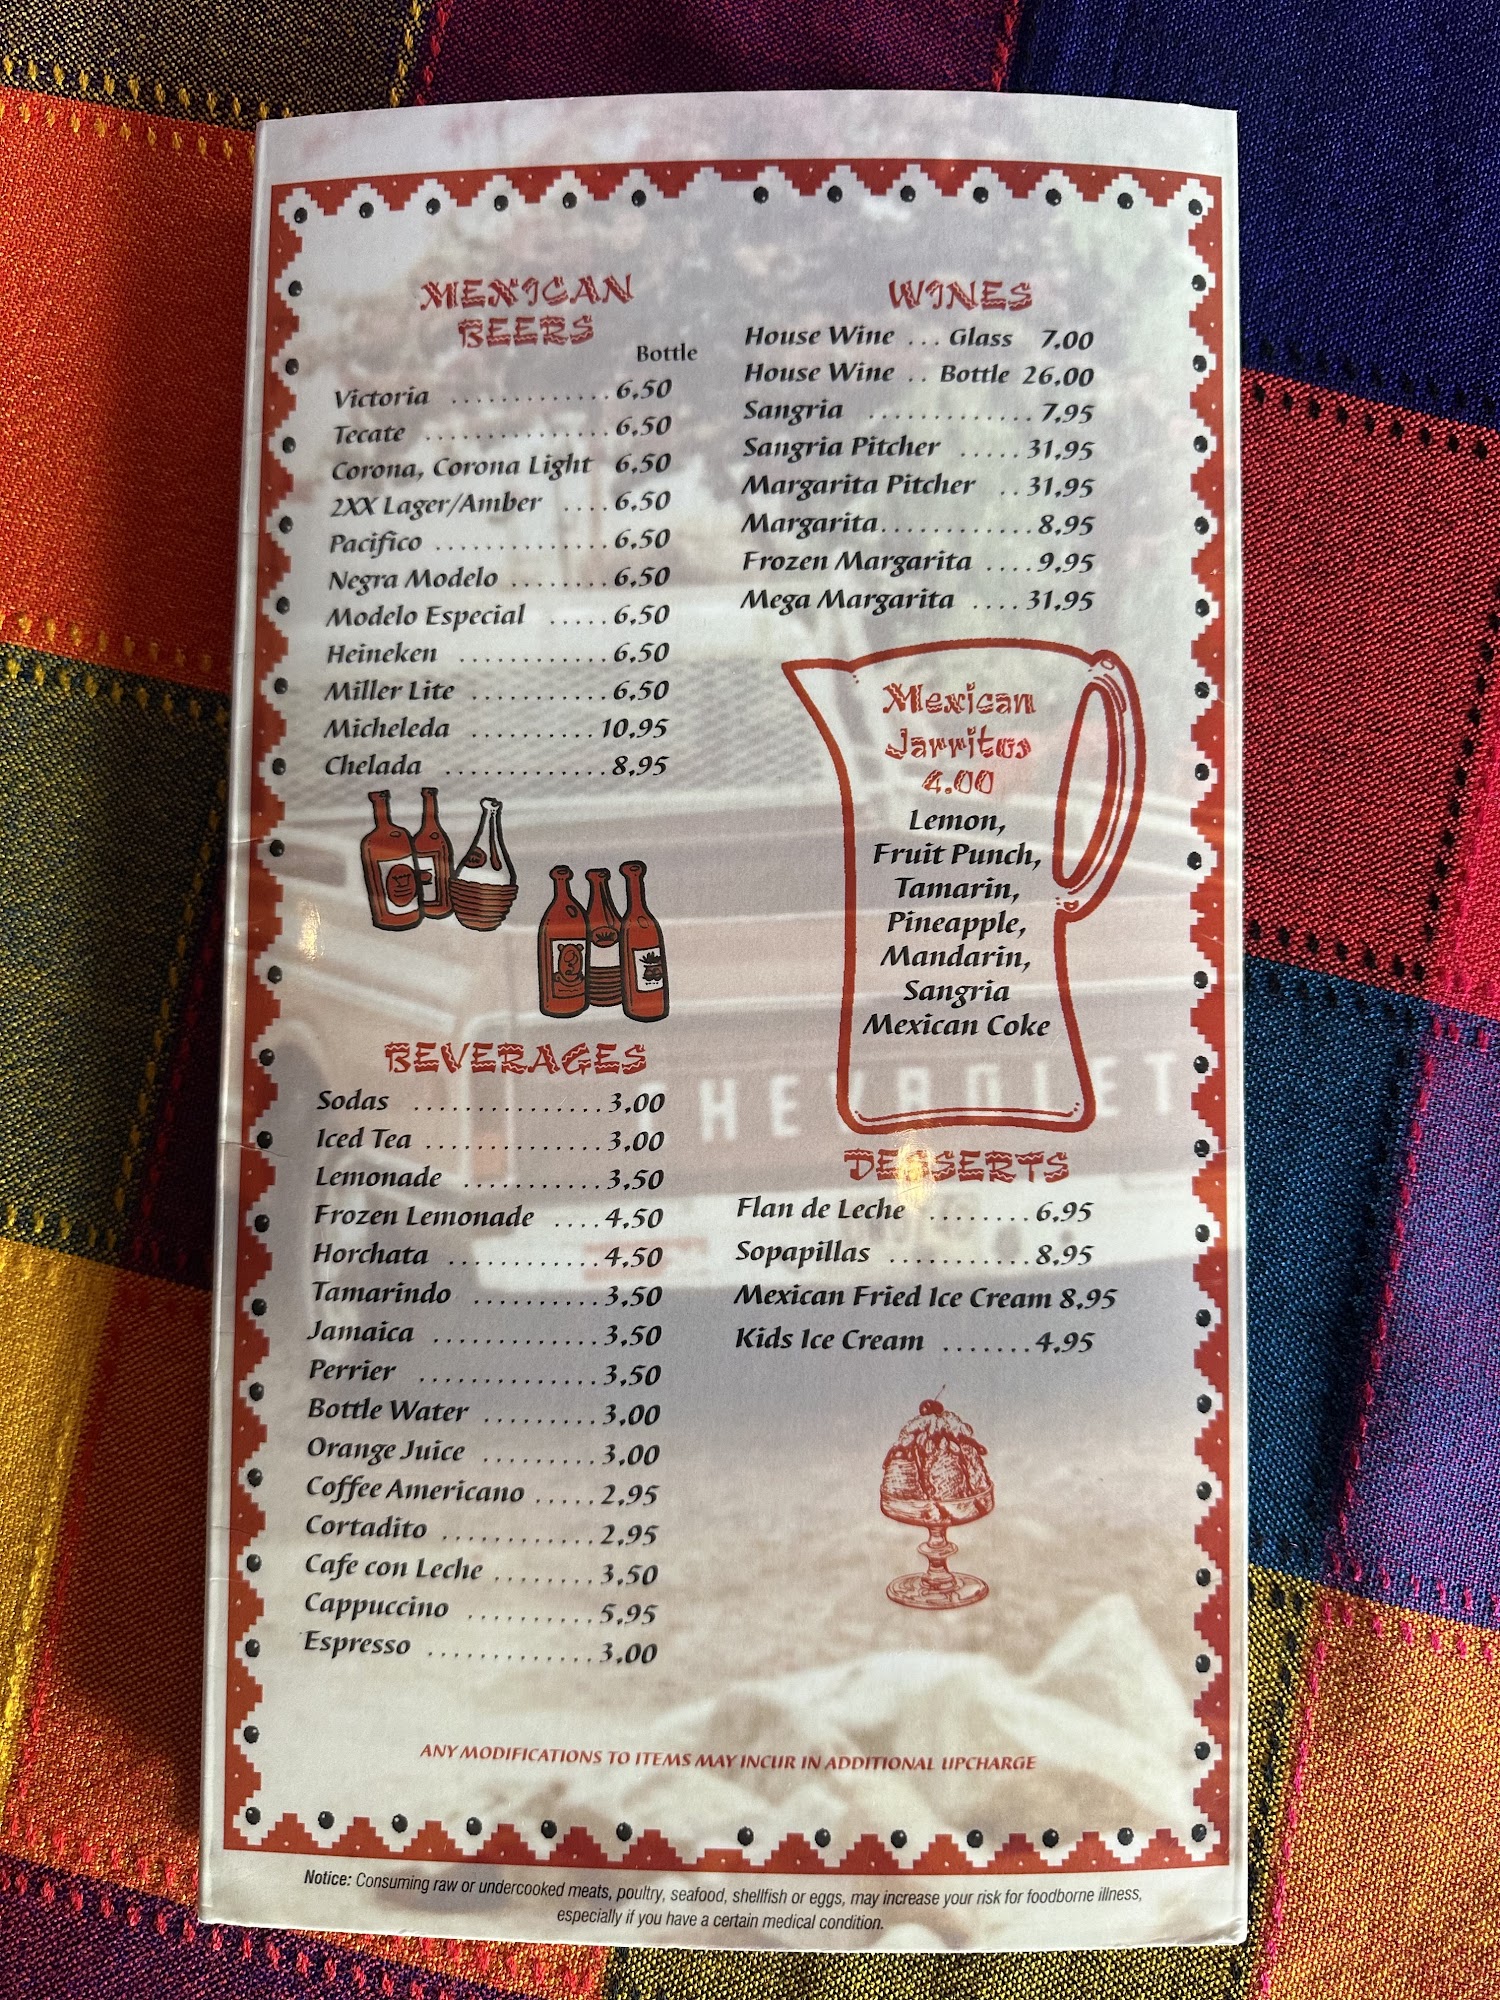 MEXICAN
BEERS
Bottle
Victoria ............. 6.50
Tecate ............... 6.50
Corona, Corona Light 6.50
2XX Lager/Amber .... 6.50
Pacifico .............. 6.50
Negra Modelo ........ 6.50
Modelo Especial ..... 6.50
Heineken ............ 6.50
Miller Lite ........... 6.50
Micheleda .......... 10.95
Chelada ............. 8.95
WINES
House Wine ... Glass 7.00
House Wine .. Bottle 26.00
Sangria ............. 7.95
Sangria Pitcher ..... 31.95
Margarita Pitcher .. 31.95
Margarita............ 8.95
Frozen Margarita .... 9.95
Mega Margarita .... 31.95
Mexican
Jarritos
4.00
Lemon,
Fruit Punch,
Tamarin,
Pineapple,
Mandarin,
Sangria
Mexican Coke
CHEVROLET
BEVERAGES
Sodas ............... 3.00
Iced Tea .............. 3.00
Lemonade ........... 3.50
Frozen Lemonade .... 4.50
Horchata ............ 4.50
Tamarindo .......... 3.50
Jamaica ............. 3.50
Perrier .............. 3.50
Bottle Water ......... 3.00
Orange Juice ......... 3.00
Coffee Americano ..... 2.95
Cortadito ............ 2.95
Cafe con Leche ........ 3.50
Cappuccino .......... 5.95
Espresso ............. 3.00
DESSERTS
Flan de Leche ........ 6.95
Sopapillas ........... 8.95
Mexican Fried Ice Cream 8.95
Kids Ice Cream ....... 4.95
ANY MODIFICATIONS TO ITEMS MAY INCUR IN ADDITIONAL UPCHARGE
Notice: Consuming raw or undercooked meats, poultry, seafood, shellfish or eggs, may increase your risk for foodborne illness,
especially if you have a certain medical condition.